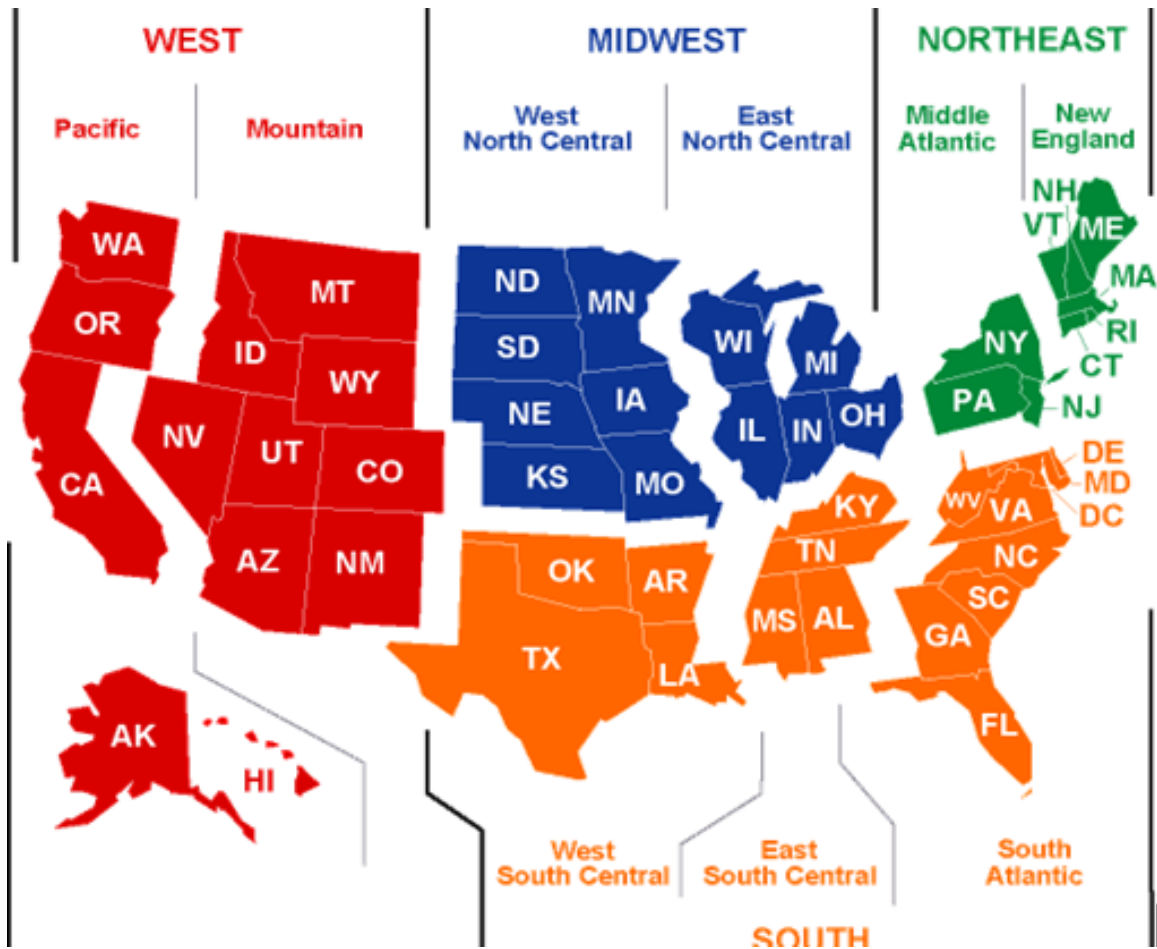 WEST
MIDWEST
NORTHEAST
Pacific
Mountain
West
North Central
East
North Central
Middle
Atlantic
New
England
WA
OR
CA
MT
ID
WY
NV
UT
CO
AZ
NM
AK
HI
ND
SD
NE
KS
MN
IA
MO
WI
MI
IL
IN
OH
NH
VT
ME
MA
RI
CT
NY
PA
NJ
DE
MD
DC
WV
VA
NC
SC
GA
FL
KY
TN
MS
AL
OK
AR
TX
LA
West
South Central
East
South Central
South
Atlantic
SOUTH